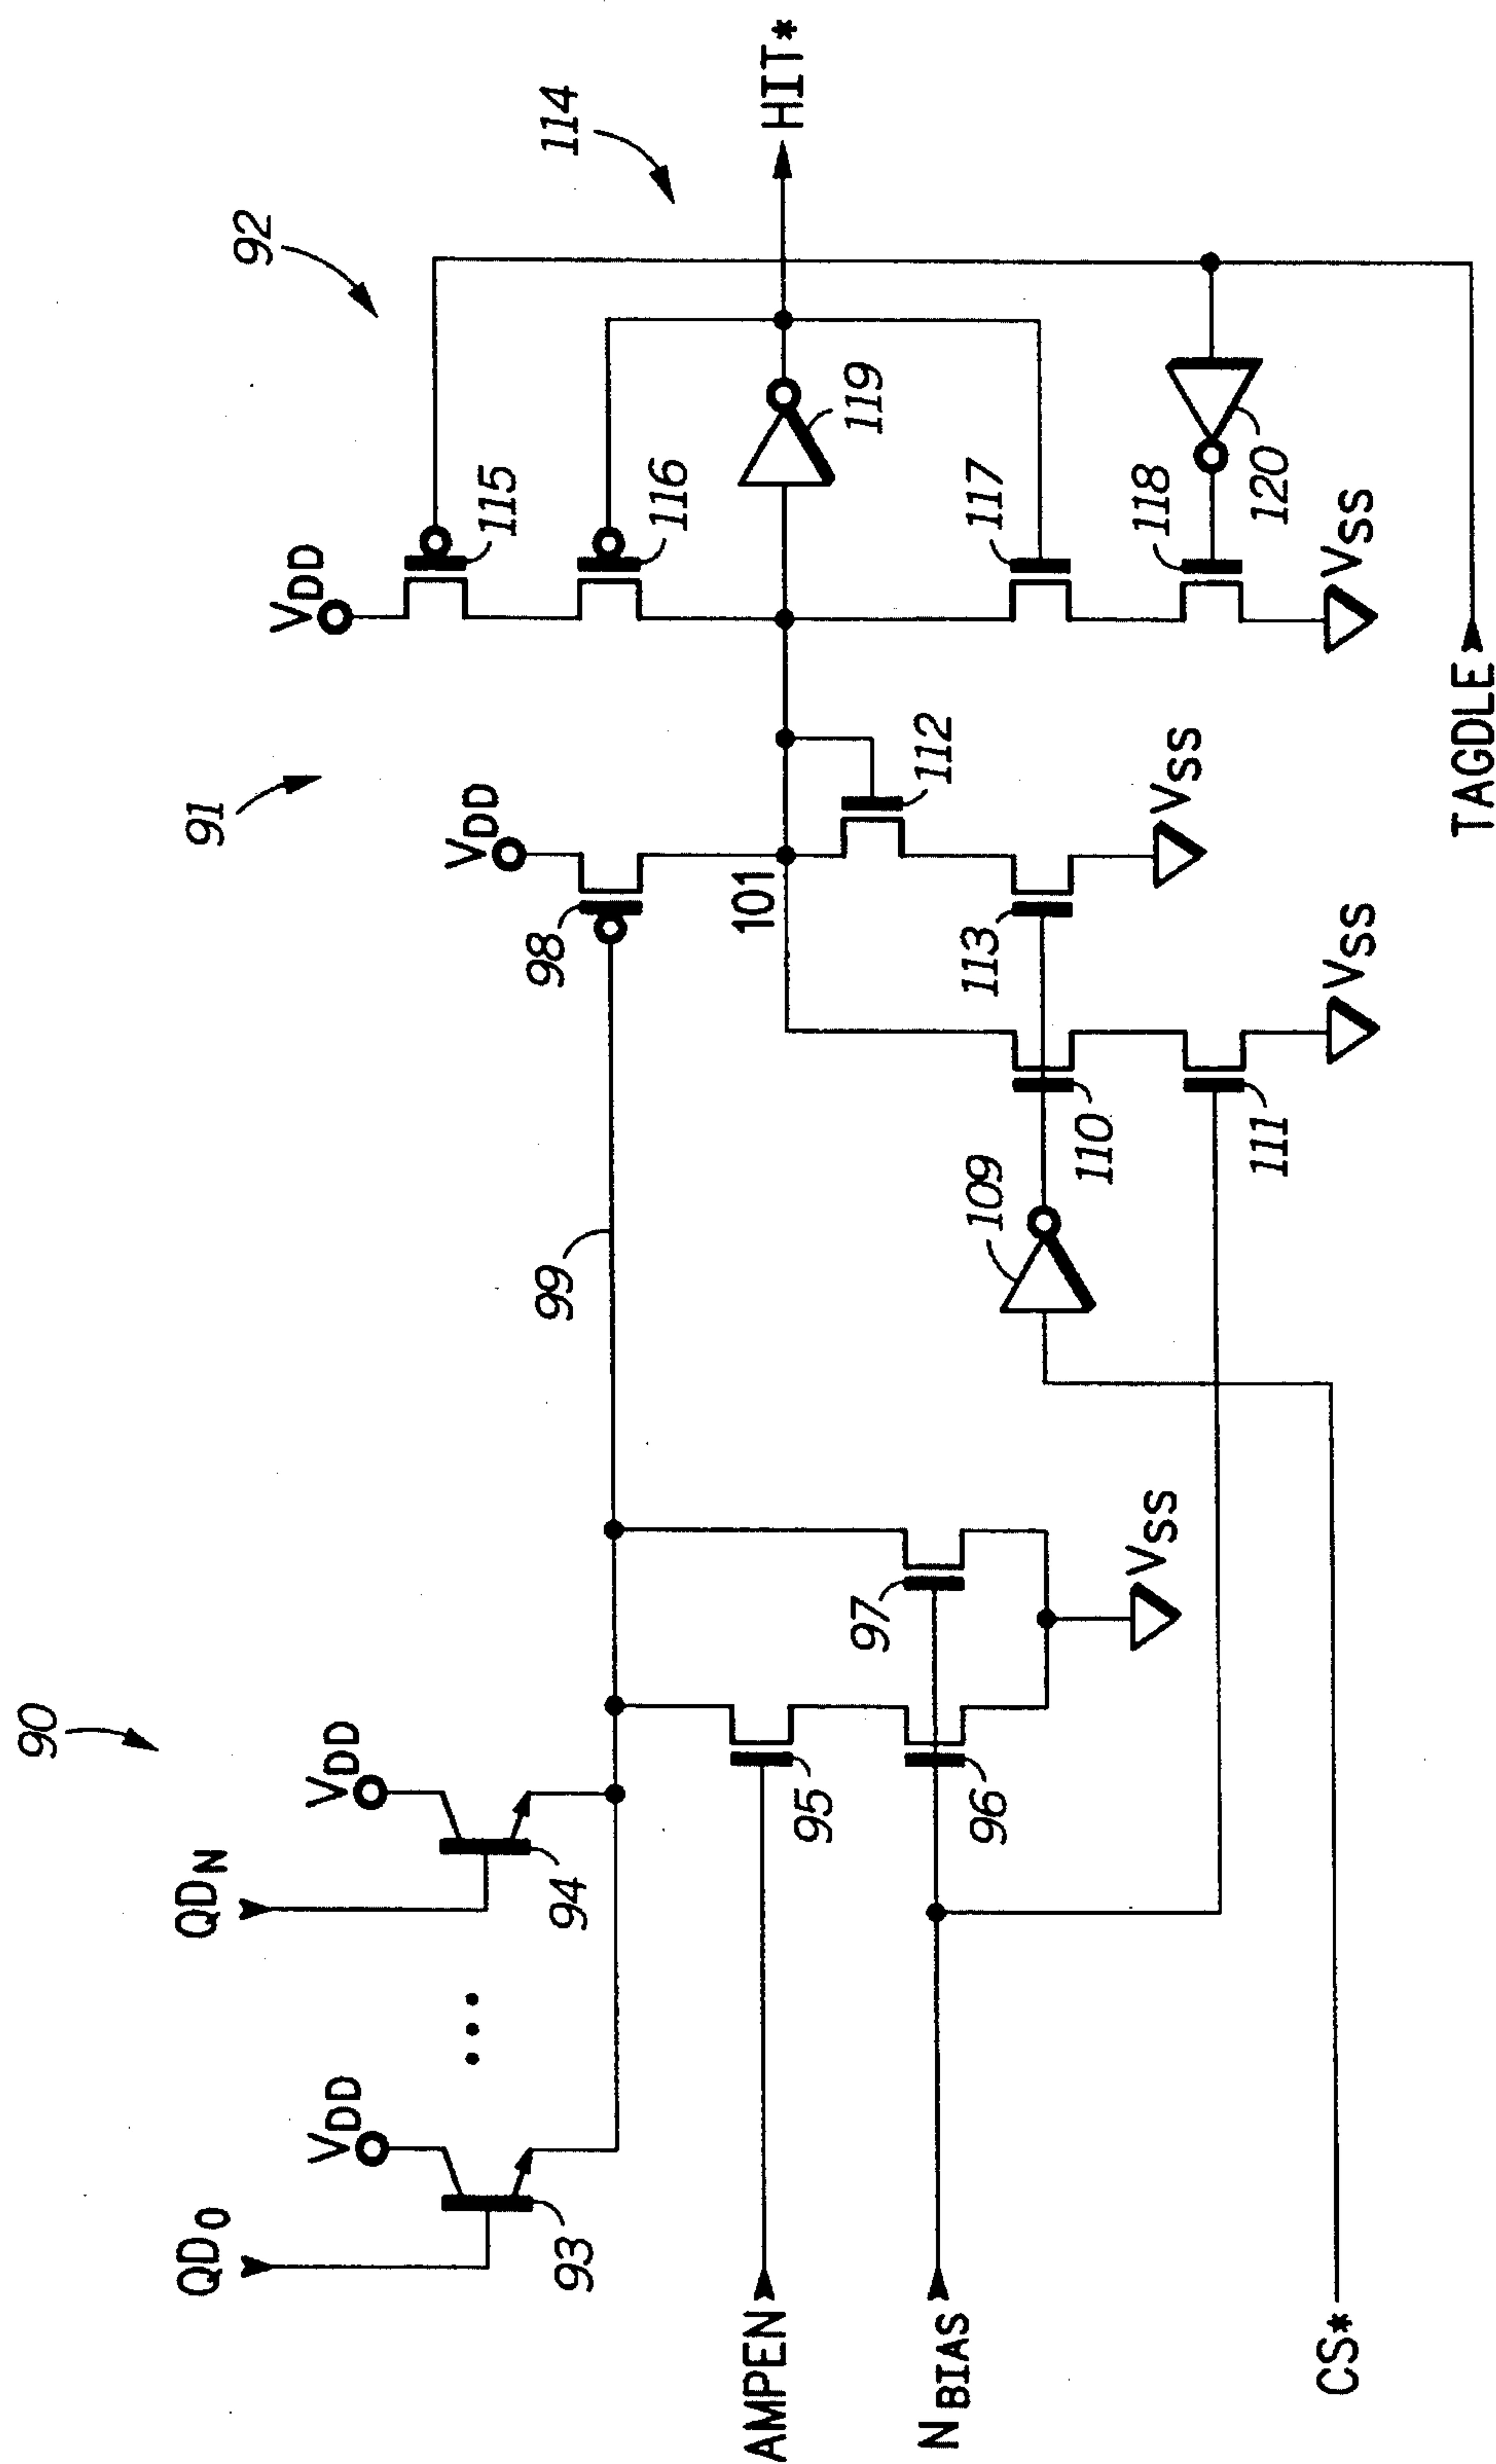 90
91
92
114
QD0
VDD
93
QDN
VDD
94
99
VDD
98
101
VDD
115
116
119
HIT*
AMPEN
95
97
96
VSS
NBIAS
109
110
113
112
VSS
111
VSS
117
118
120
VSS
CS*
TAGDLE